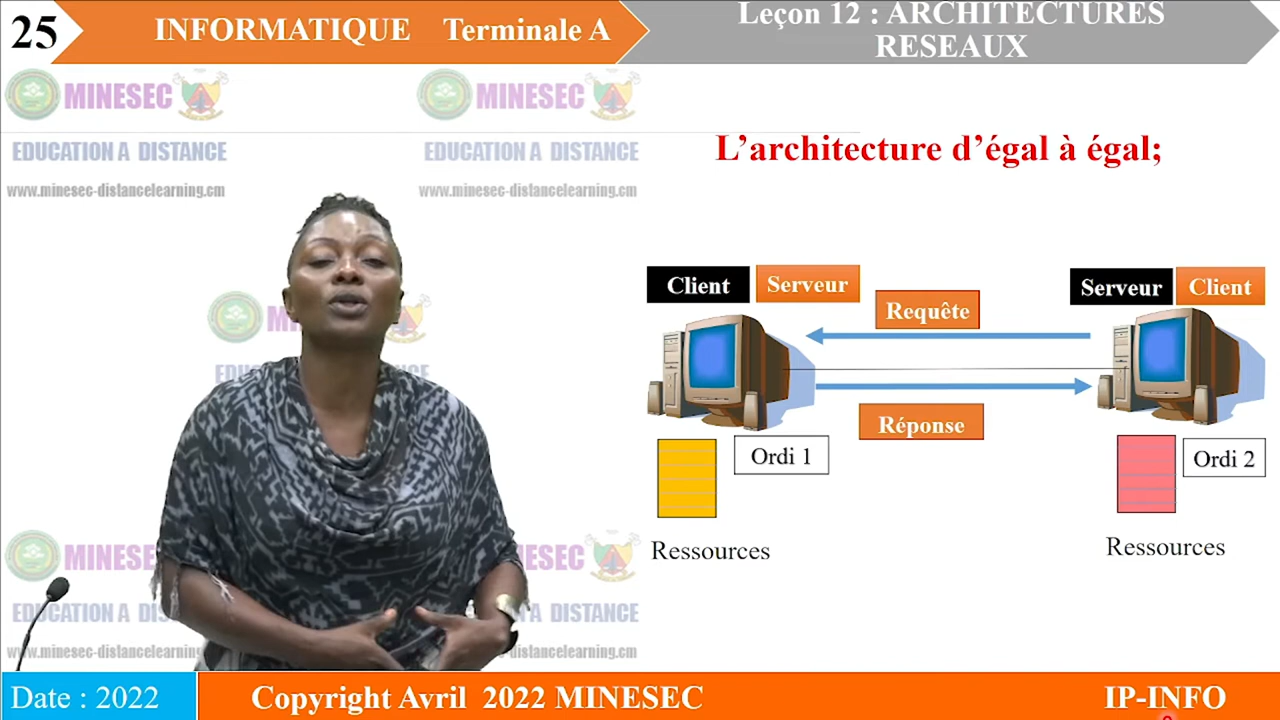 25
INFORMATIQUE Terminale A
Leçon 12 : ARCHITECTURES
RESEAUX
MINESEC
MINESEC
EDUCATION A DISTANCE
EDUCATION A DISTANCE
www.minesec-distancelearning.cm
www.minesec-distancelearning.cm
L’architecture d’égal à égal;
Client
Serveur
Serveur
Client
Requête
Réponse
Ordi 1
Ordi 2
Ressources
Ressources
MINESEC
EDUCATION A
www.minesec-distancelearning.cm
Date : 2022
Copyright Avril 2022 MINESEC
IP-INFO